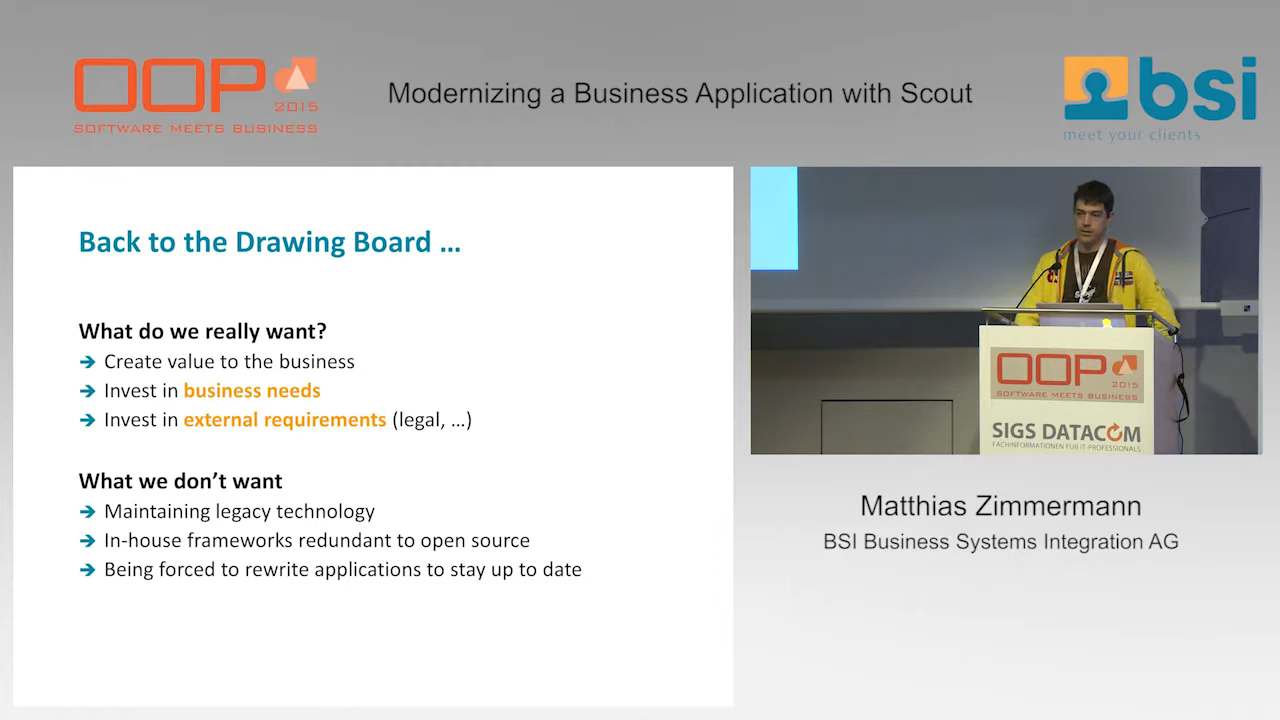 OOP
2015
SOFTWARE MEETS BUSINESS
Modernizing a Business Application with Scout
bsi
meet your clients
Back to the Drawing Board ...
What do we really want?
➔ Create value to the business
➔ Invest in business needs
➔ Invest in external requirements (legal, ...)
What we don't want
➔ Maintaining legacy technology
➔ In-house frameworks redundant to open source
➔ Being forced to rewrite applications to stay up to date
OOP
2015
SOFTWARE MEETS BUSINESS
SIGS DATACOM
FACHINFORMATIONEN FÜR IT-PROFESSIONALS
Matthias Zimmermann
BSI Business Systems Integration AG